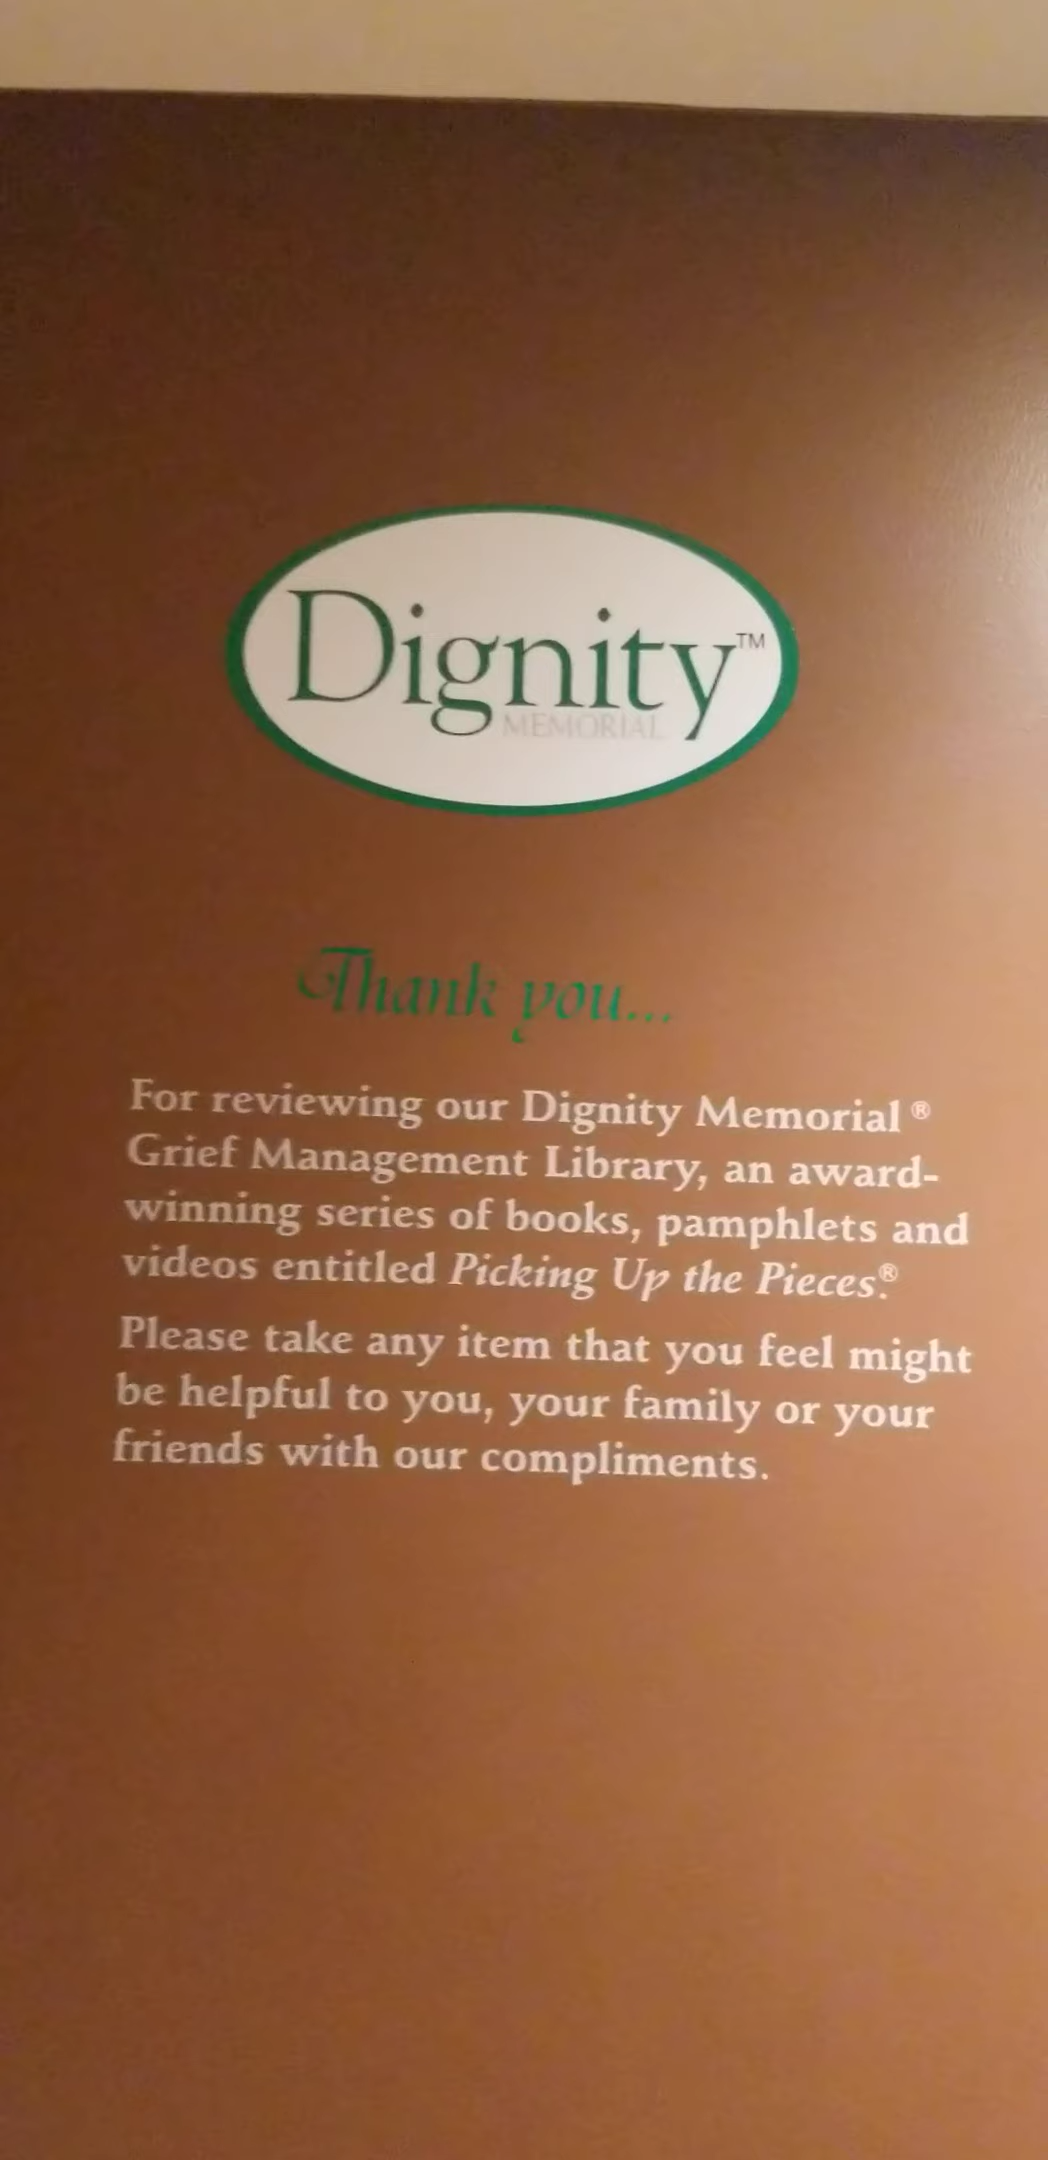 Dignity™
MEMORIAL
Thank you...
For reviewing our Dignity Memorial®
Grief Management Library, an award-
winning series of books, pamphlets and
videos entitled Picking Up the Pieces.®
Please take any item that you feel might
be helpful to you, your family or your
friends with our compliments.